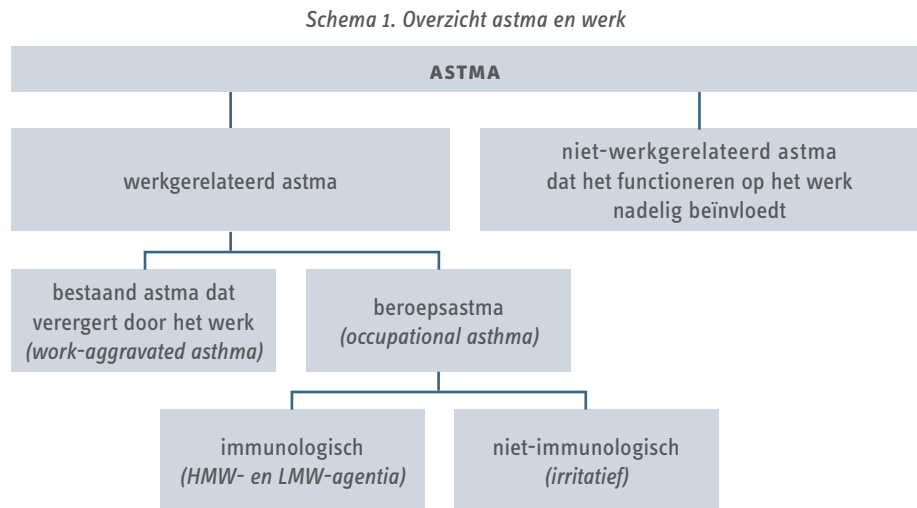 Schema 1. Overzicht astma en werk
ASTMA
werkgerelateerd astma
niet-werkgerelateerd astma
dat het functioneren op het werk
nadelig beïnvloedt
bestaand astma dat
verergert door het werk
(work-aggravated asthma)
beroepsastma
(occupational asthma)
immunologisch
(HMW- en LMW-agentia)
niet-immunologisch
(irritatief)